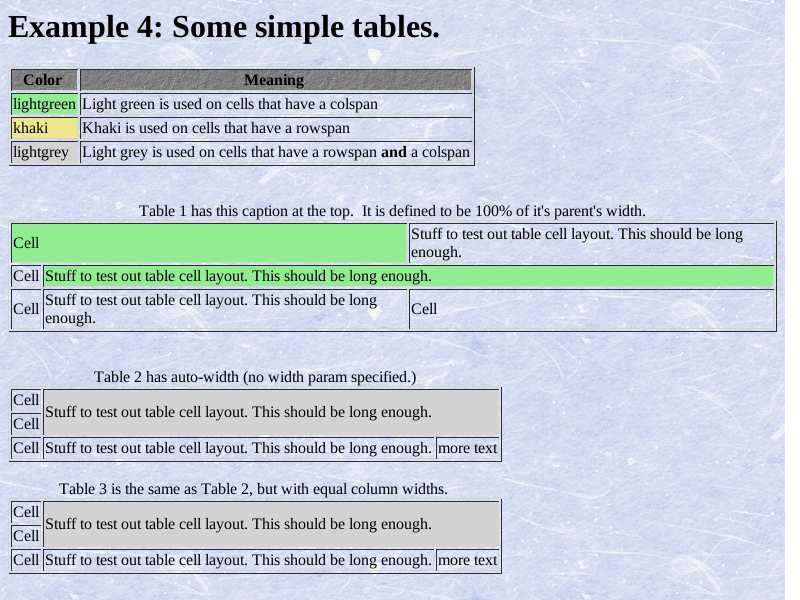 Example 4: Some simple tables.
Color Meaning
lightgreen Light green is used on cells that have a colspan
khaki Khaki is used on cells that have a rowspan
lightgrey Light grey is used on cells that have a rowspan and a colspan
Table 1 has this caption at the top.  It is defined to be 100% of it's parent's width.
Cell Stuff to test out table cell layout. This should be long
enough.
Cell Stuff to test out table cell layout. This should be long enough.
Cell Stuff to test out table cell layout. This should be long
enough. Cell
Table 2 has auto-width (no width param specified.)
Cell Stuff to test out table cell layout. This should be long enough.
Cell
Cell Stuff to test out table cell layout. This should be long enough. more text
Table 3 is the same as Table 2, but with equal column widths.
Cell Stuff to test out table cell layout. This should be long enough.
Cell
Cell Stuff to test out table cell layout. This should be long enough. more text